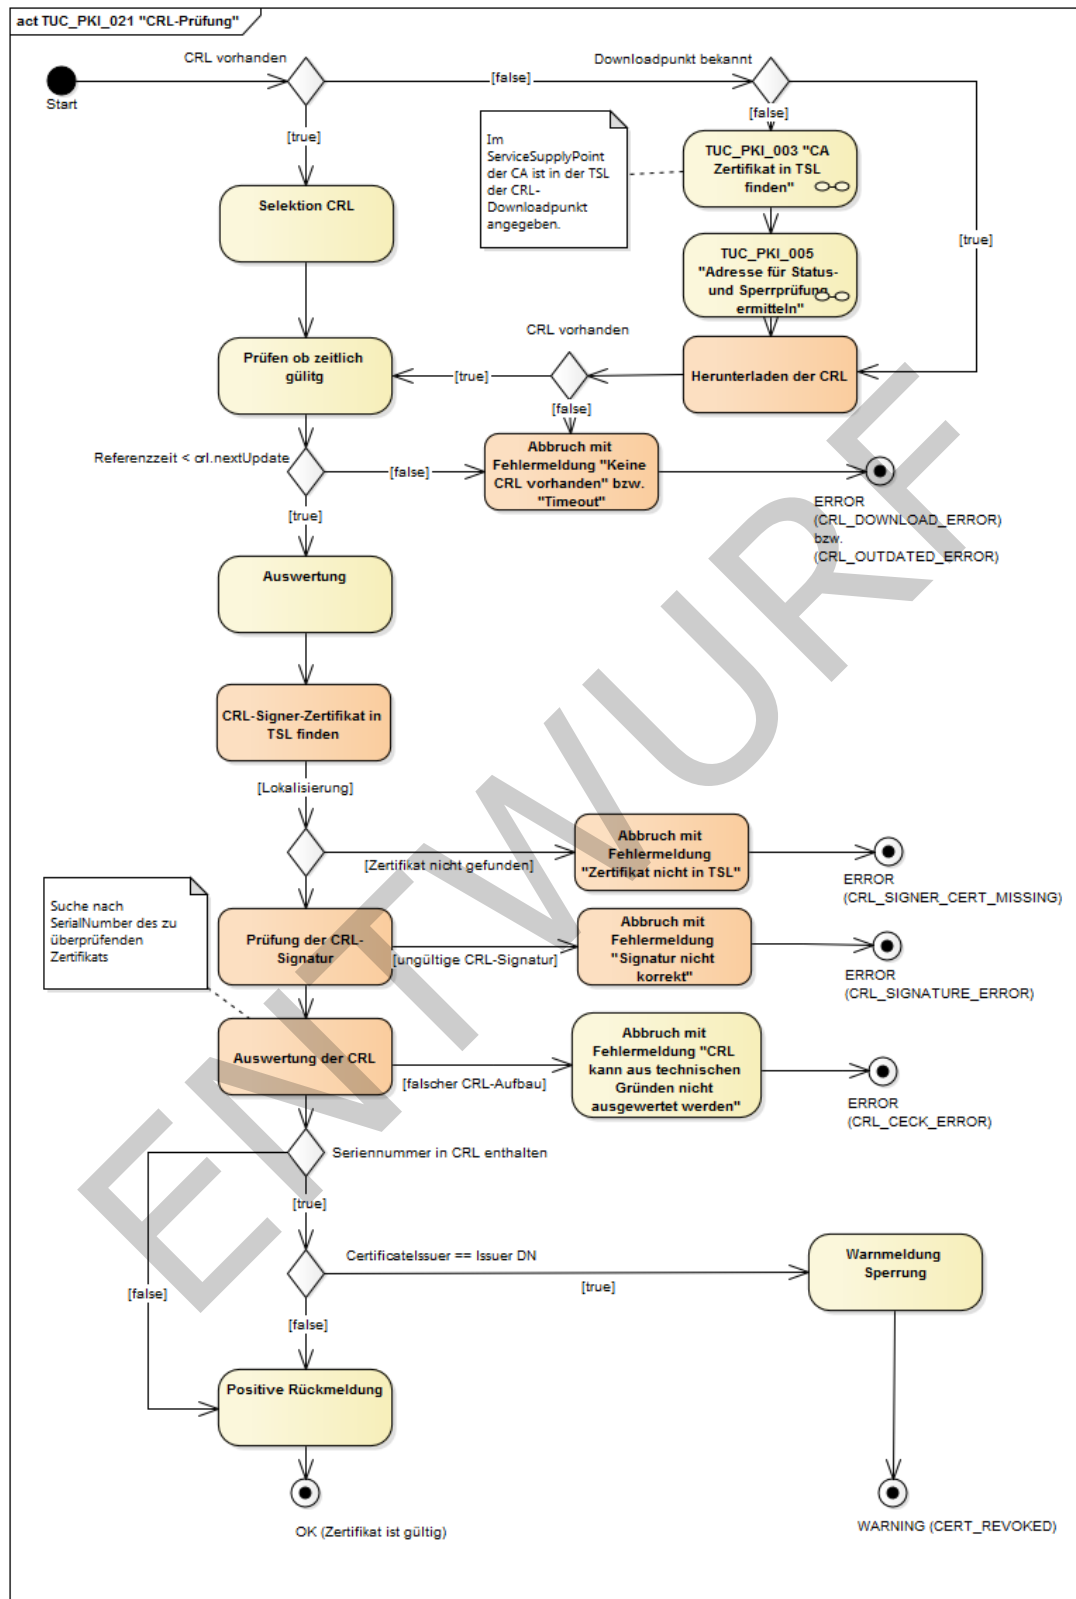 act TUC_PKI_021 "CRL-Prüfung"
CRL vorhanden
Downloadpunkt bekannt
Start
[false]
[false]
[true]
Im
ServiceSupplyPoint
der CA ist in der TSL
der CRL-
Downloadpunkt
angegeben.
TUC_PKI_003 "CA
Zertifikat in TSL
finden"
Selektion CRL
[true]
TUC_PKI_005
"Adresse für Status-
und Sperrprüfung
ermitteln"
CRL vorhanden
Prüfen ob zeitlich
gülitg
[true]
Herunterladen der CRL
[false]
Referenzzeit < crl.nextUpdate
[false]
Abbruch mit
Fehlermeldung "Keine
CRL vorhanden" bzw.
"Timeout"
[true]
ERROR
(CRL_DOWNLOAD_ERROR)
bzw.
(CRL_OUTDATED_ERROR)
Auswertung
CRL-Signer-Zertifikat in
TSL finden
[Lokalisierung]
[Zertifikat nicht gefunden]
Abbruch mit
Fehlermeldung
"Zertifikat nicht in TSL"
ERROR
(CRL_SIGNER_CERT_MISSING)
Suche nach
SerialNumber des zu
überprüfenden
Zertifikats
Prüfung der CRL-
Signatur
[ungültige CRL-Signatur]
Abbruch mit
Fehlermeldung
"Signatur nicht
korrekt"
ERROR
(CRL_SIGNATURE_ERROR)
Auswertung der CRL
[falscher CRL-Aufbau]
Abbruch mit
Fehlermeldung "CRL
kann aus technischen
Gründen nicht
ausgewertet werden"
ERROR
(CRL_CECK_ERROR)
Seriennummer in CRL enthalten
[true]
CertificateIssuer == Issuer DN
[true]
Warnmeldung
Sperrung
[false]
[false]
Positive Rückmeldung
OK (Zertifikat ist gültig)
WARNING (CERT_REVOKED)
ENTWURF